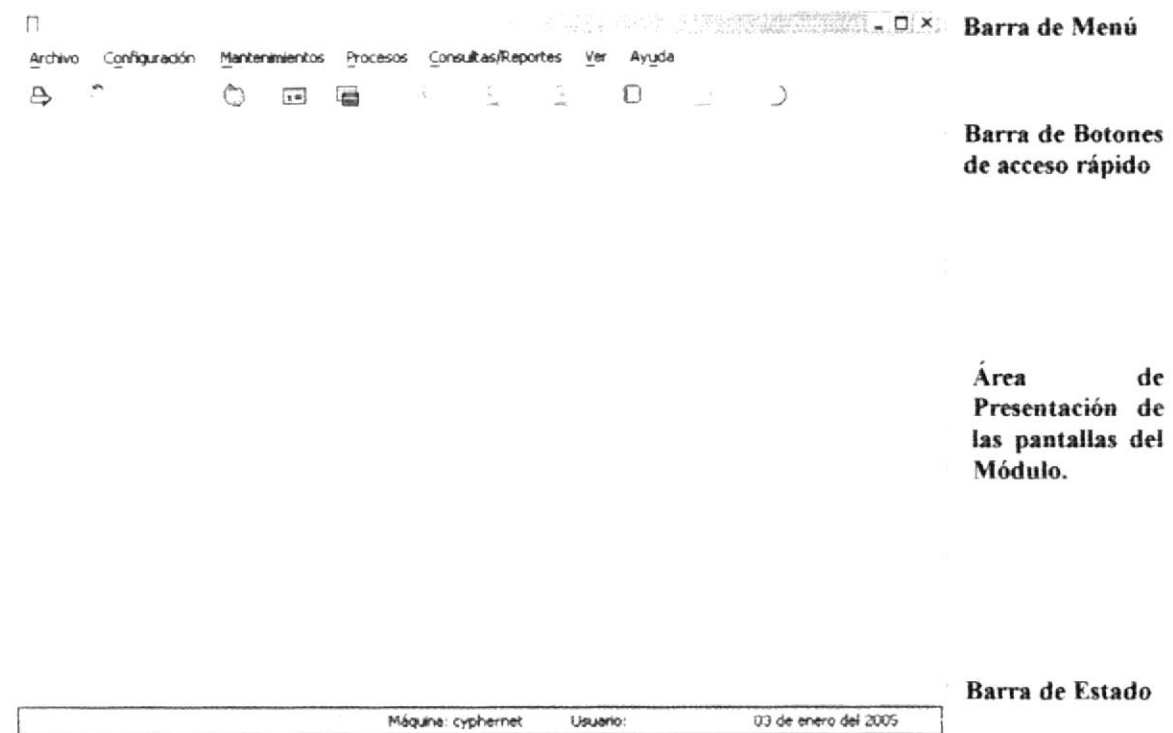 Barra de Menú
Archivo Configuración Mantenimientos Procesos Consultas/Reportes Ver Ayuda
Barra de Botones
de acceso rápido
Área de
Presentación de
las pantallas del
Módulo.
Barra de Estado
Máquina: cyphernet Usuario: 03 de enero del 2005